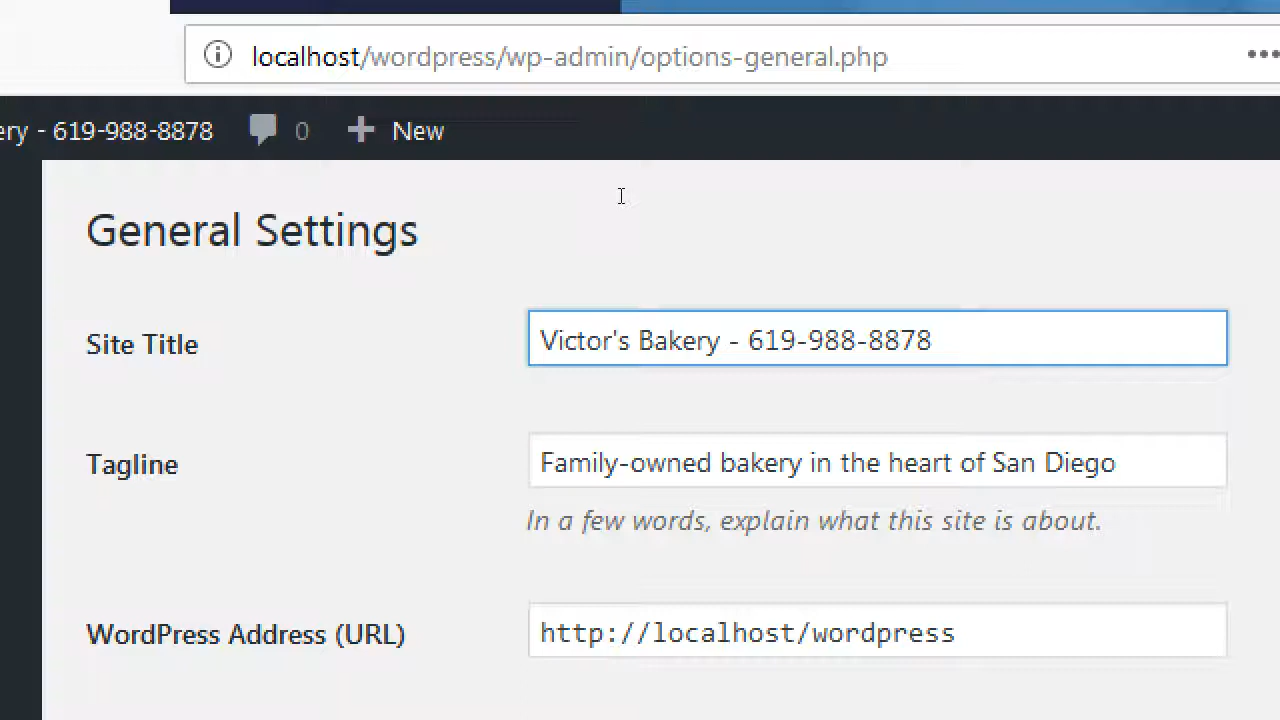 localhost/wordpress/wp-admin/options-general.php
ery - 619-988-8878 0 New
General Settings
Site Title Victor's Bakery - 619-988-8878
Tagline Family-owned bakery in the heart of San Diego
In a few words, explain what this site is about.
WordPress Address (URL) http://localhost/wordpress